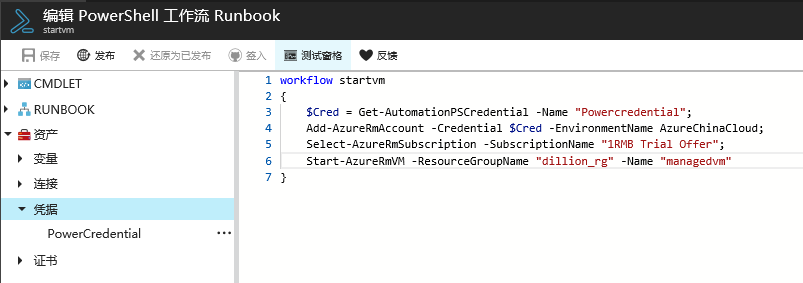 编辑 PowerShell 工作流 Runbook
startvm
保存 发布 还原为已发布 签入 测试窗格 反馈
CMDLET
RUNBOOK
资产
变量
连接
凭据
PowerCredential ...
证书
1 workflow startvm
2 {
3 $Cred = Get-AutomationPSCredential -Name "Powercredential";
4 Add-AzureRmAccount -Credential $Cred -EnvironmentName AzureChinaCloud;
5 Select-AzureRmSubscription -SubscriptionName "1RMB Trial Offer";
6 Start-AzureRmVM -ResourceGroupName "dillion_rg" -Name "managedvm"
7 }